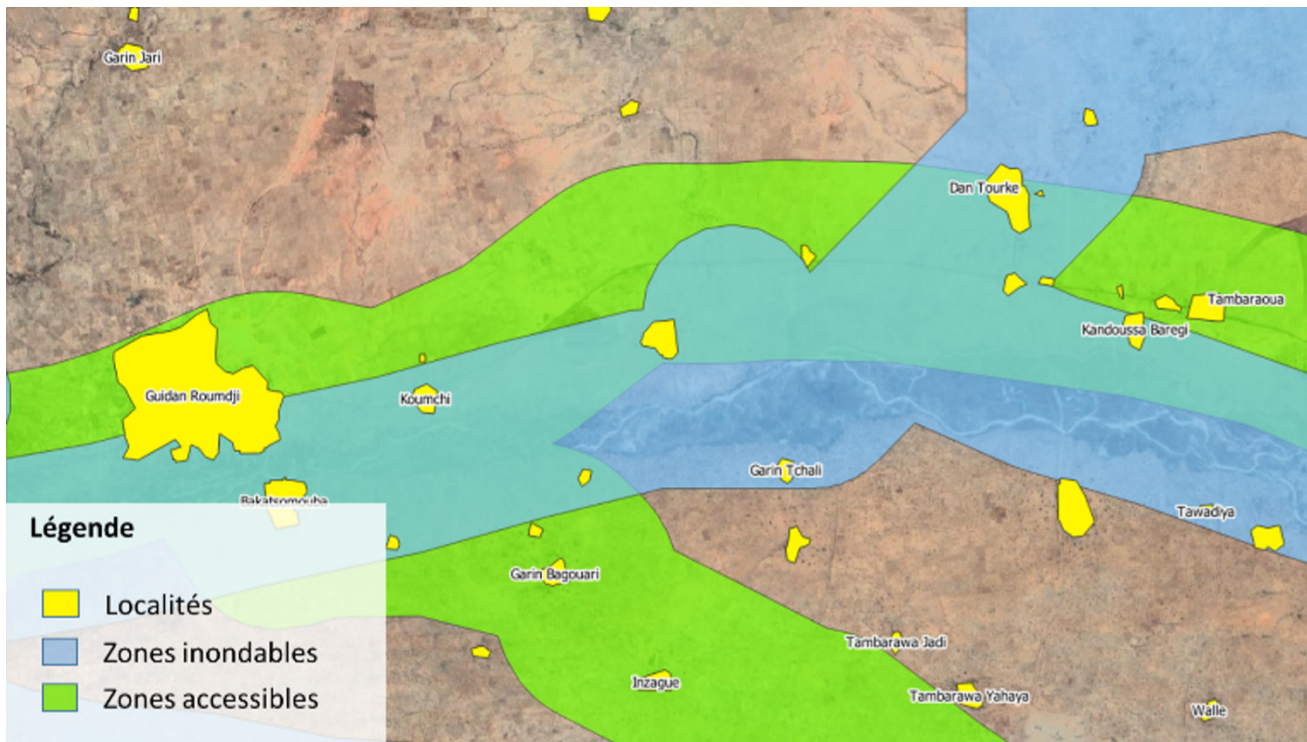 Garin Jari
Dan Tourke
Tambaraoua
Kandoussa Baregi
Guidan Roumdji
Koumchi
Garin Tchali
Bakatsomouba
Tawadiya
Légende
Garin Bagouari
Localités
Tambarawa Jadi
Zones inondables
Inzague
Tambarawa Yahaya
Zones accessibles
Walle